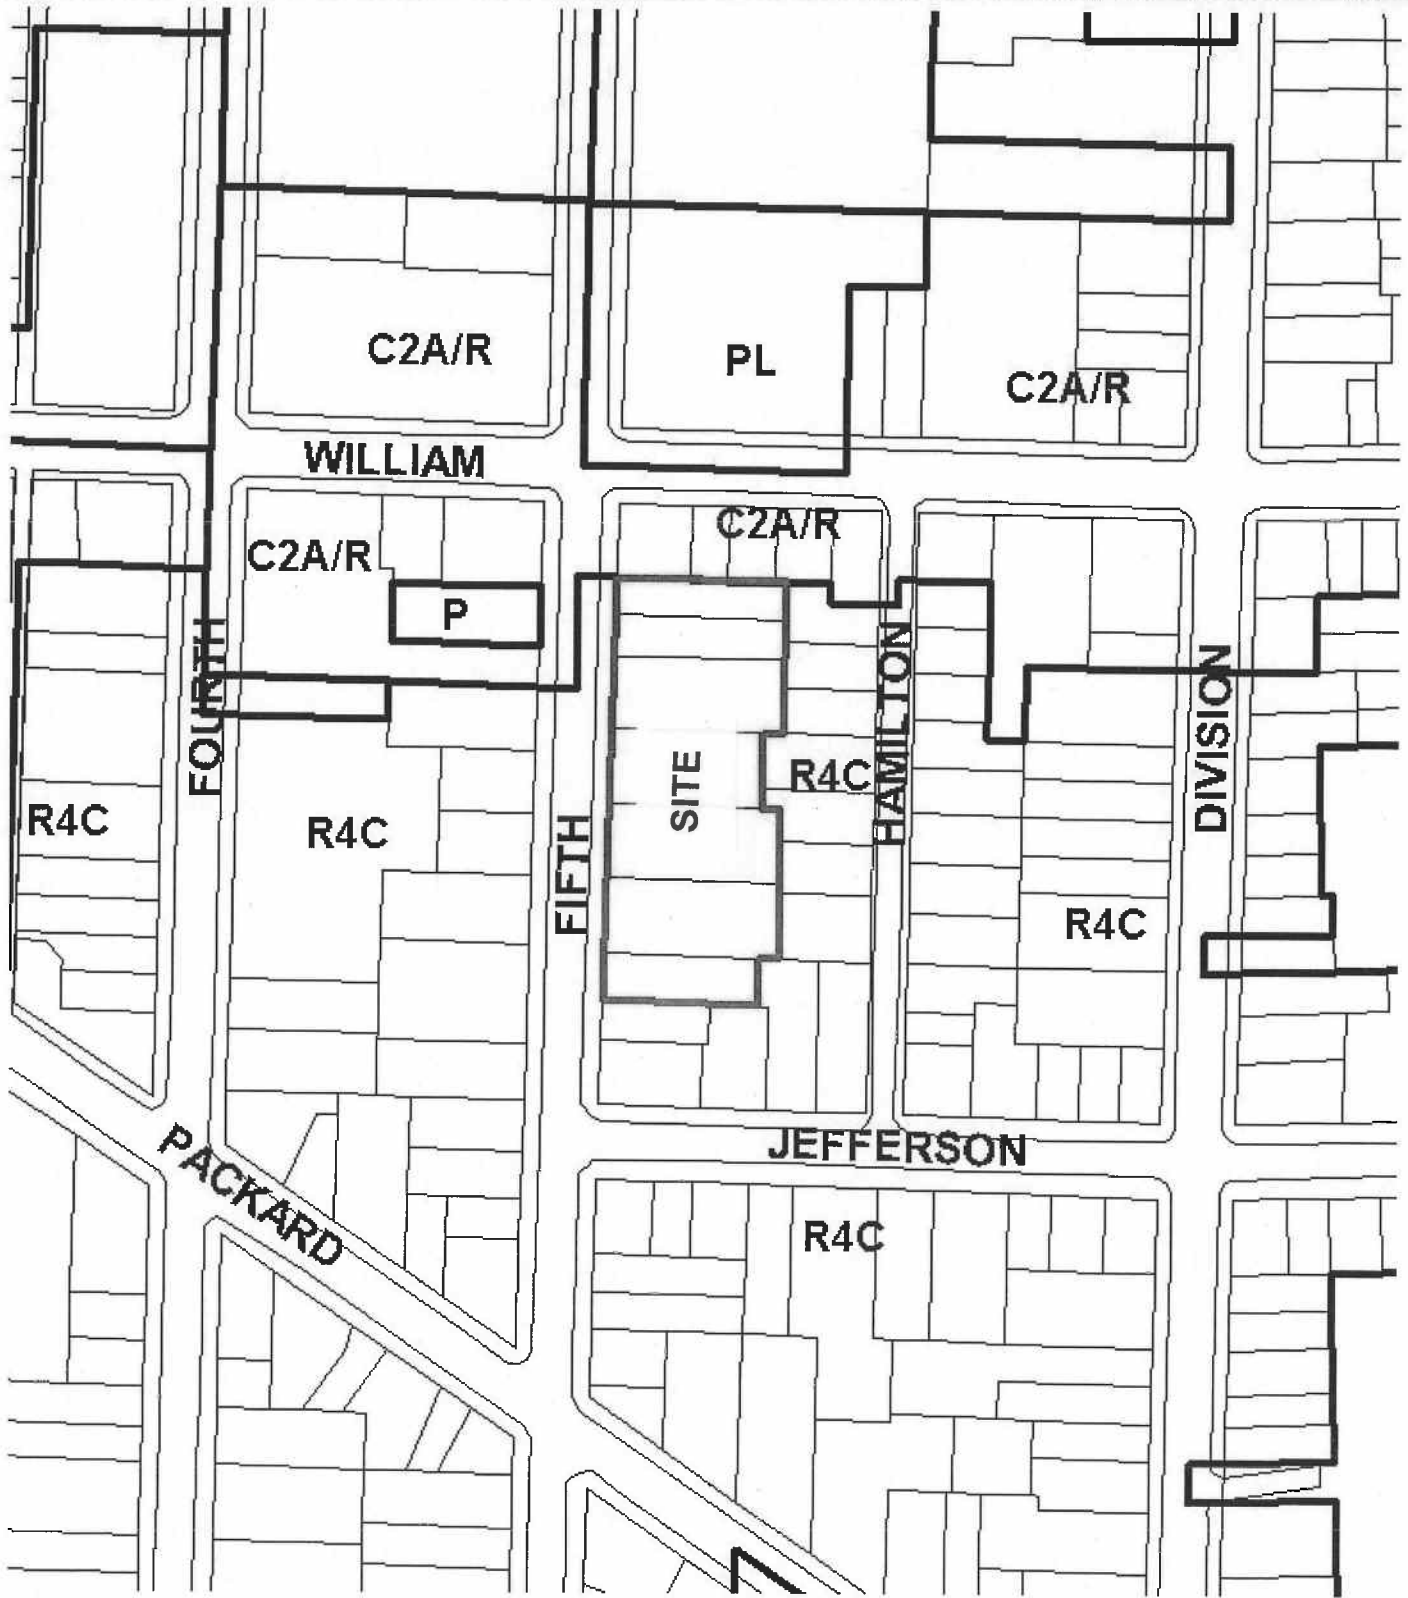 C2A/R
PL
C2A/R
WILLIAM
C2A/R
C2A/R
P
FOURTH
HAMILTON
DIVISION
SITE
R4C
R4C
R4C
FIFTH
R4C
JEFFERSON
PACKARD
R4C